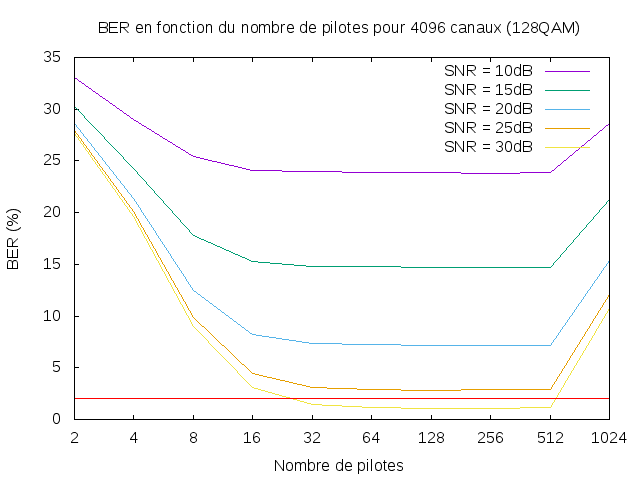 BER en fonction du nombre de pilotes pour 4096 canaux (128QAM)
35
30
25
20
15
10
5
0
BER (%)
SNR = 10dB
SNR = 15dB
SNR = 20dB
SNR = 25dB
SNR = 30dB
2 4 8 16 32 64 128 256 512 1024
Nombre de pilotes